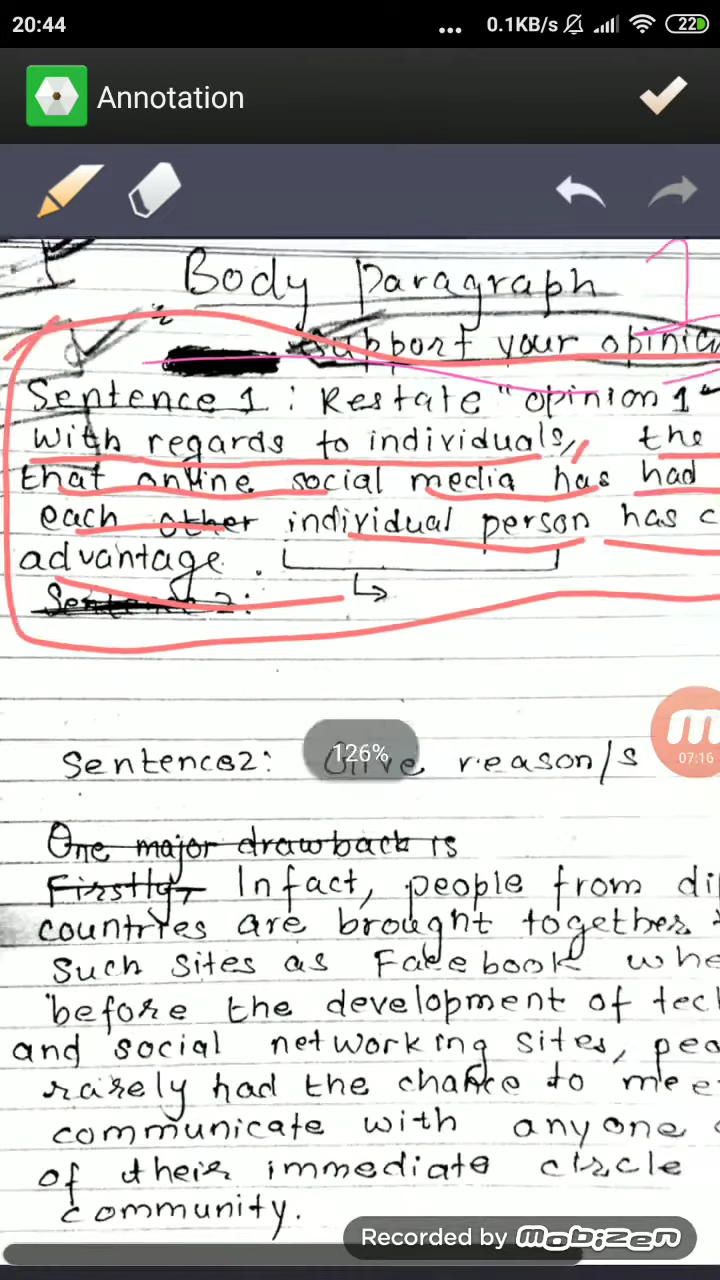 20:44
... 0.1KB/s 22
Annotation
Body Paragraph
Support your opinion
Sentence 1 : Restate "opinion 1"
with regards to individuals, the
that online social media has had
each other individual person has c
advantage.
Sentence 2:
126%
07:16
Sentence2: Give reason/s
One major drawback is
Firstly, Infact, people from dif
countries are brought together
such sites as Facebook whe
before the development of tech
and social networking sites, peo
rarely had the chance to mee
communicate with anyone
of their immediate circle
community.
Recorded by mobizen